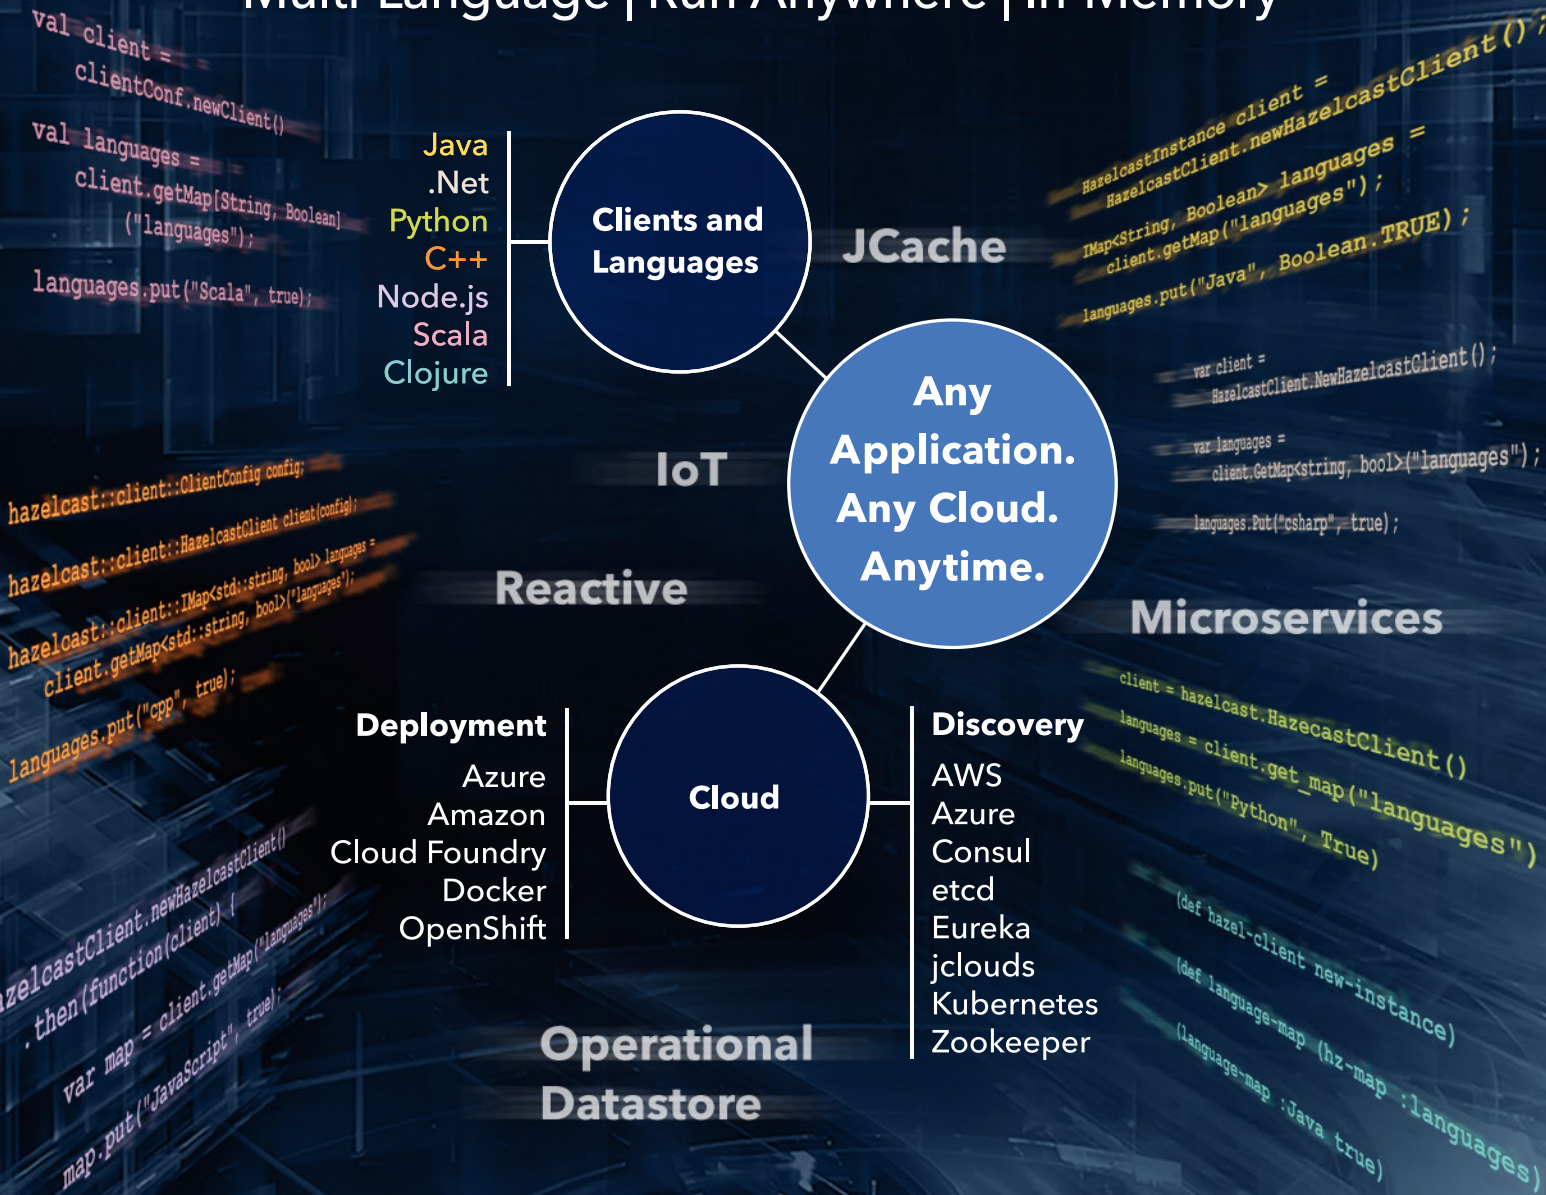 Multi-Language | Run Anywhere | In-Memory
val client =
clientConf.newClient()
val languages =
client.getMap[String, Boolean]
("languages");
languages.put("Scala", true);
Java
.Net
Python
C++
Node.js
Scala
Clojure
Clients and
Languages
JCache
HazelcastInstance client =
HazelcastClient.newHazelcastClient();
IMap<String, Boolean> languages =
client.getMap("languages");
languages.put("Java", Boolean.TRUE);
Any
Application.
Any Cloud.
Anytime.
var client =
HazelcastClient.NewHazelcastClient();
var languages =
client.GetMap<string, bool>("languages");
languages.Put("csharp", true);
IoT
hazelcast::client::ClientConfig config;
hazelcast::client::HazelcastClient client(config);
hazelcast::client::IMap<std::string, bool> languages =
client.getMap<std::string, bool>("languages");
languages.put("cpp", true);
Reactive
Microservices
Deployment
Azure
Amazon
Cloud Foundry
Docker
OpenShift
Cloud
Discovery
AWS
Azure
Consul
etcd
Eureka
jclouds
Kubernetes
Zookeeper
client = hazelcast.HazecastClient()
languages = client.get_map("languages")
languages.put("Python", True)
azelcastClient.newHazelcastClient()
.then(function(client) {
var map = client.getMap("languages");
map.put("JavaScript", true);
(def hazel-client new-instance)
(def language-map (hz-map :languages)
(language-map :Java true)
Operational
Datastore